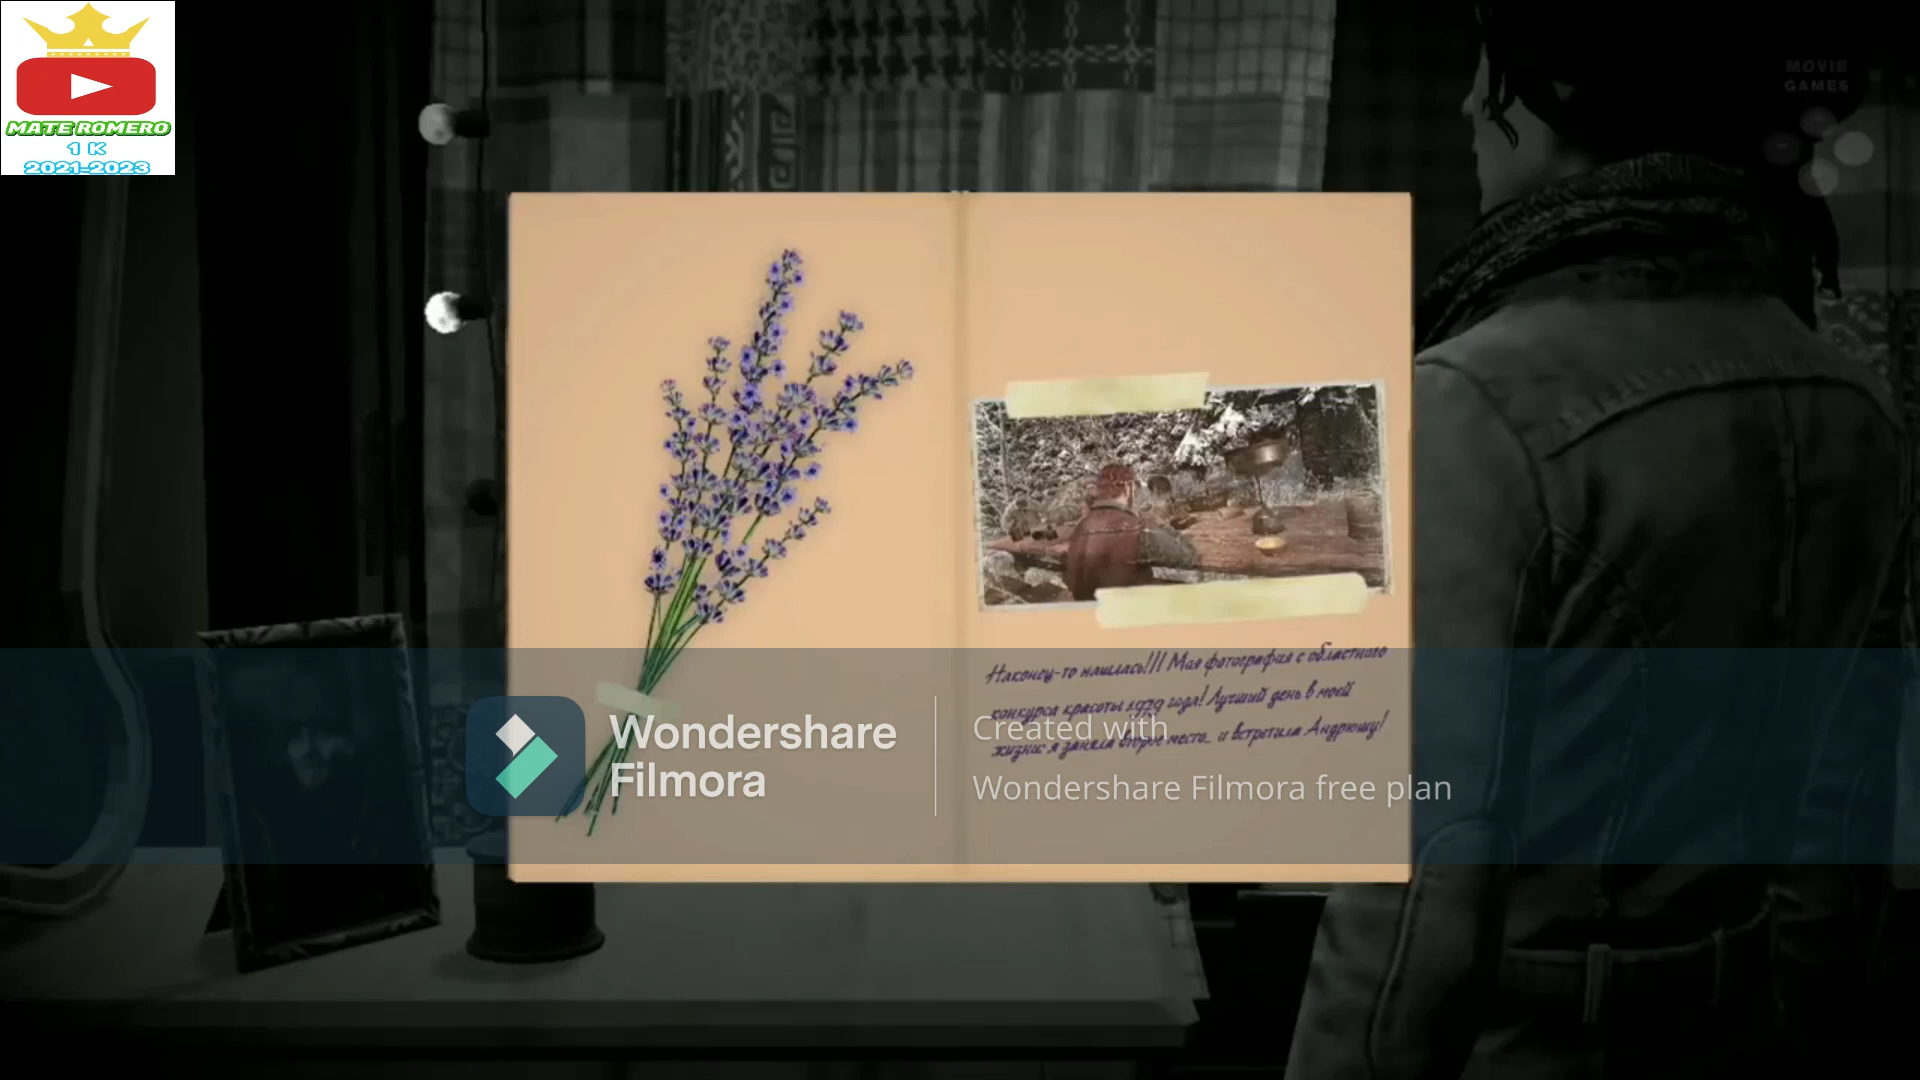 MATE ROMERO
1 K
2021-2023
MOVIE
GAMES
Наконец-то нашлась!!! Моя фотография с областного
конкурса красоты 1979 года! Лучший день в моей
жизни: я заняла второе место... и встретила Андрюшу!
Wondershare
Filmora
Created with
Wondershare Filmora free plan